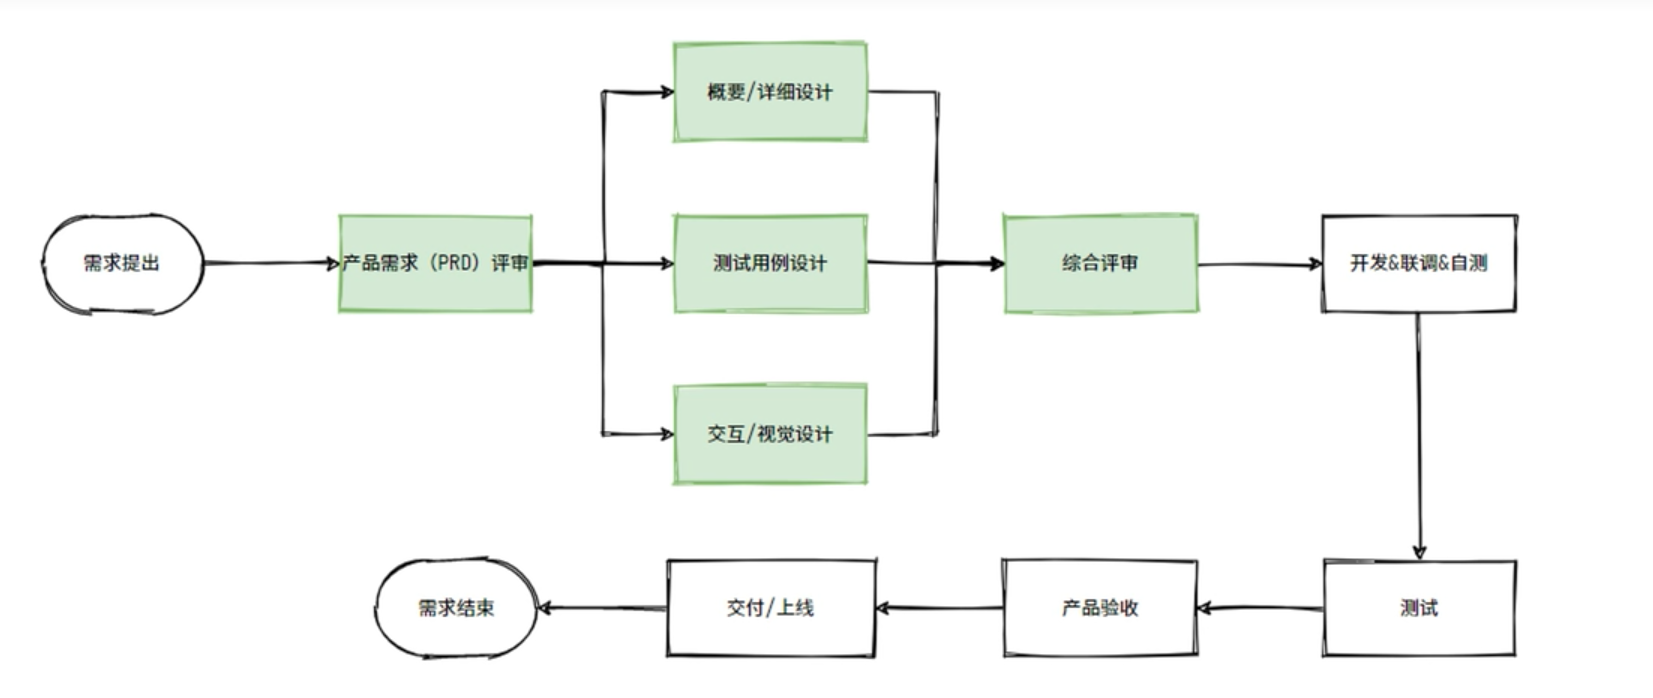 需求提出
产品需求（PRD）评审
概要/详细设计
测试用例设计
交互/视觉设计
综合评审
开发&联调&自测
测试
产品验收
交付/上线
需求结束